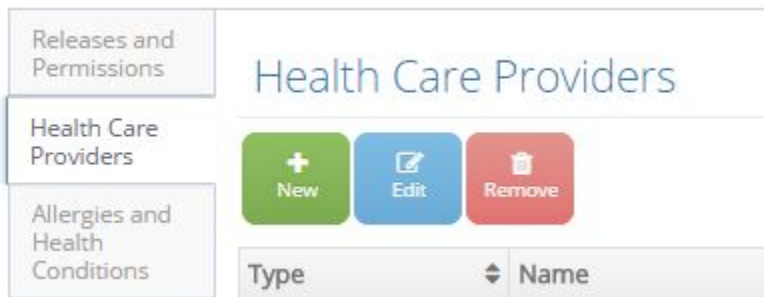 Releases and
Permissions
Health Care
Providers
Allergies and
Health
Conditions
Health Care Providers
New
Edit
Remove
Type
Name